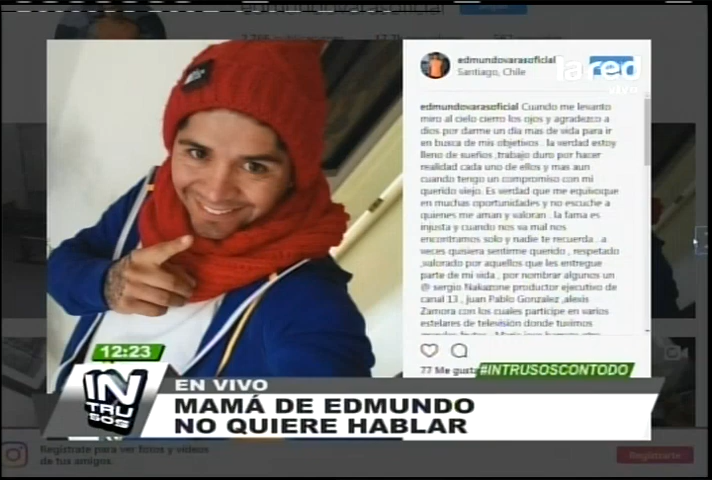 edmundovarasoficial
edmundovarasoficial
Santiago, Chile
la red
vivo
edmundovarasoficial Cuando me levanto
miro al cielo cierro los ojos y agradezco a
dios por darme un dia mas de vida para ir
en busca de mis objetivos . la verdad estoy
lleno de sueños ,trabajo duro por hacer
realidad cada uno de ellos y mas aun
cuando tengo un compromiso con mi
querido viejo. Es verdad que me equivoque
en muchas oportunidades y no escuche a
quienes me aman y valoran . la fama es
injusta y cuando nos va mal nos
encontramos solo y nadie te recuerda . a
veces quisiera sentirme querido , respetado
,valorado por aquellos que les entregue
parte de mi vida , por nombrar algunos un
@ sergio Nakazone productor ejecutivo de
canal 13 , juan Pablo Gonzalez ,alexis
Zamora con los cuales participe en varios
estelares de televisión donde tuvimos
77 Me gusta
#INTRUSOSCONTODO
12:23
INTRUSOS
EN VIVO
MAMÁ DE EDMUNDO
NO QUIERE HABLAR
Regístrate para ver fotos y videos
de tus amigos.
Registrarte